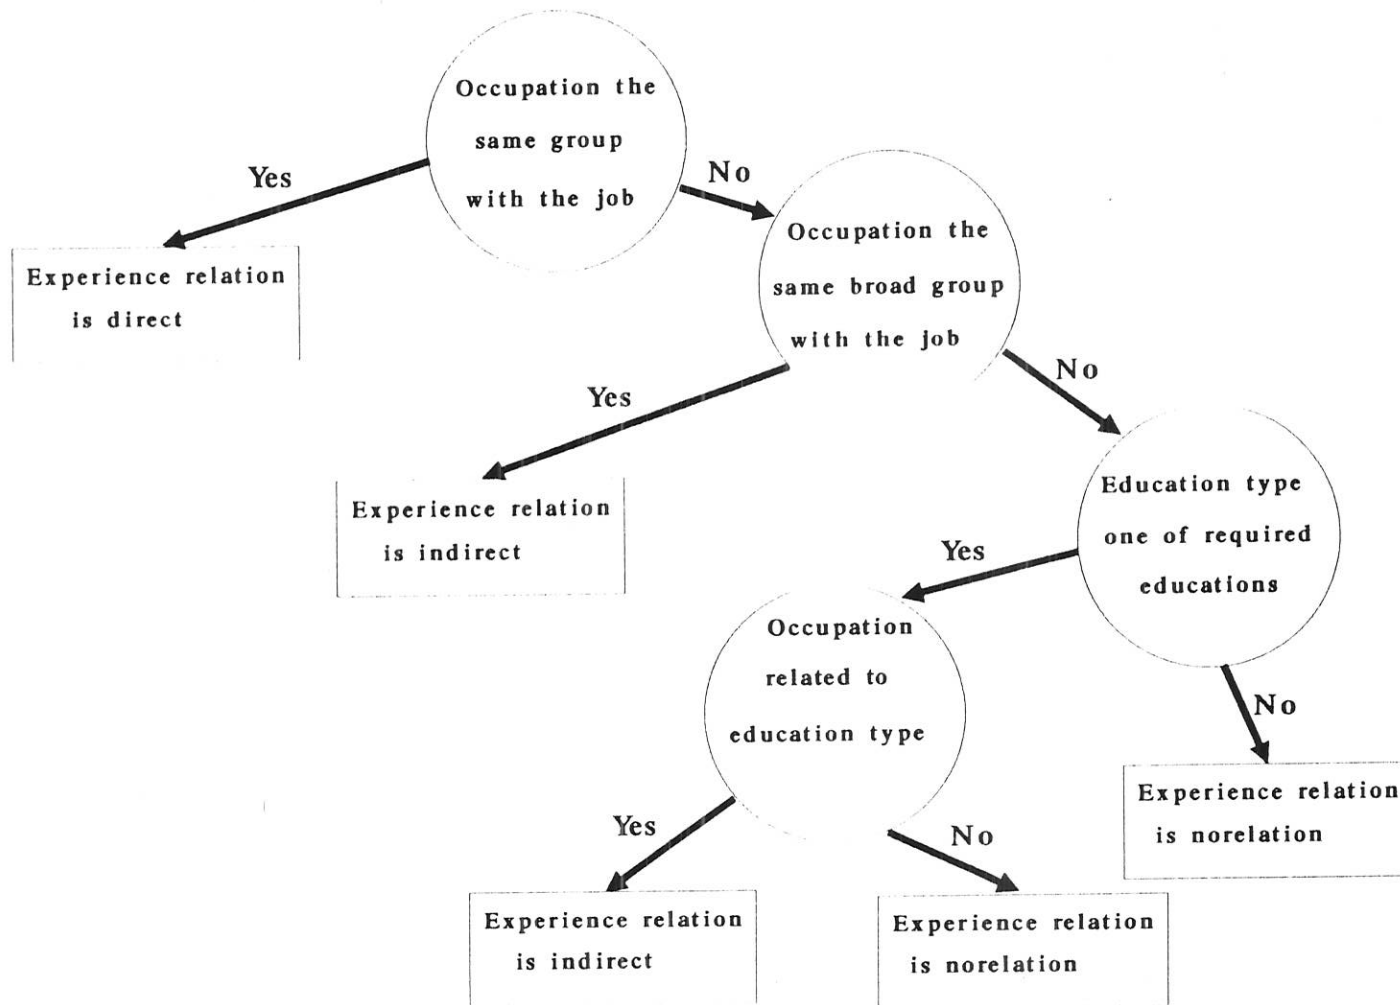 Occupation the
same group
with the job
Yes
No
Experience relation
is direct
Occupation the
same broad group
with the job
Yes
No
Experience relation
is indirect
Education type
one of required
educations
Yes
No
Occupation
related to
education type
Experience relation
is norelation
Yes
No
Experience relation
is indirect
Experience relation
is norelation